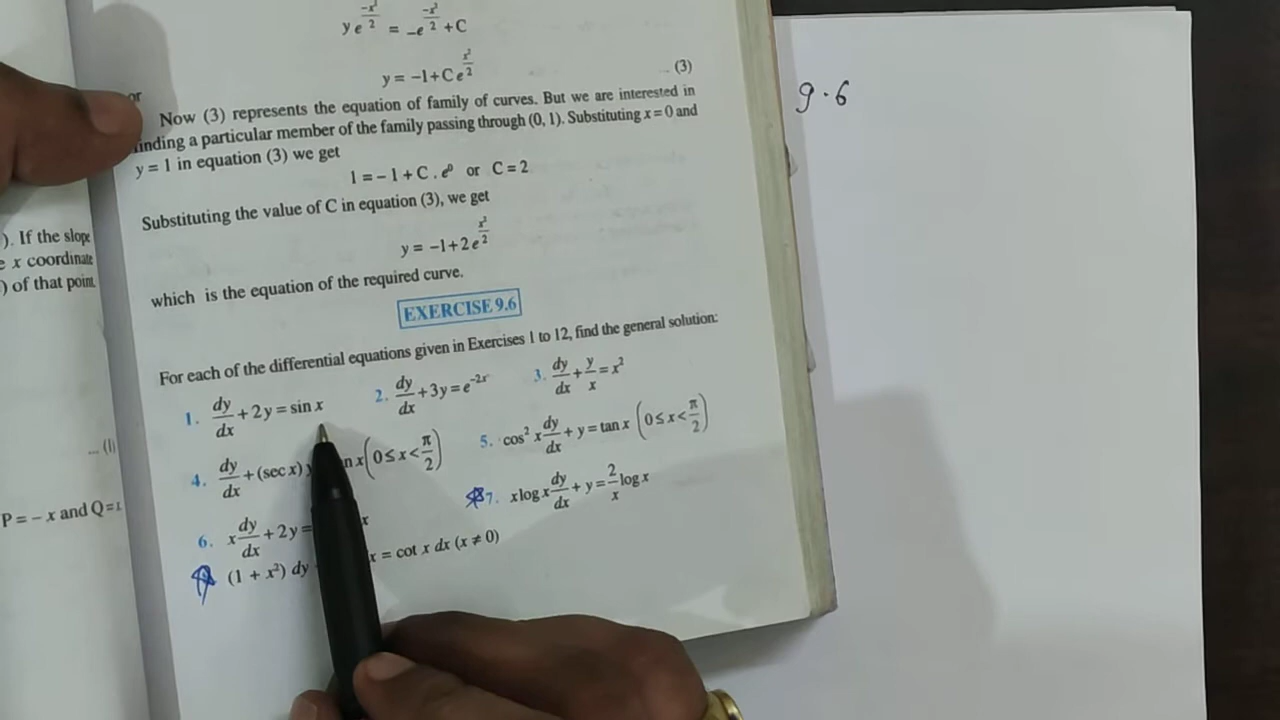 y e^(-x²/2) = -e^(-x²/2) + C
or y = -1 + C e^(x²/2) ... (3)
Now (3) represents the equation of family of curves. But we are interested in
finding a particular member of the family passing through (0, 1). Substituting x = 0 and
y = 1 in equation (3) we get
1 = - 1 + C . e⁰ or C = 2
Substituting the value of C in equation (3), we get
y = -1 + 2 e^(x²/2)
which is the equation of the required curve.
EXERCISE 9.6
For each of the differential equations given in Exercises 1 to 12, find the general solution:
1. dy/dx + 2y = sin x 2. dy/dx + 3y = e^(-2x) 3. dy/dx + y/x = x²
4. dy/dx + (sec x) y n x (0 ≤ x < π/2) 5. cos² x dy/dx + y = tan x (0 ≤ x < π/2)
6. x dy/dx + 2y = x 7. x log x dy/dx + y = 2/x log x
(1 + x²) dy x = cot x dx (x ≠ 0)
). If the slope
e x coordinate
) of that point.
... (1)
P = - x and Q = x
9.6